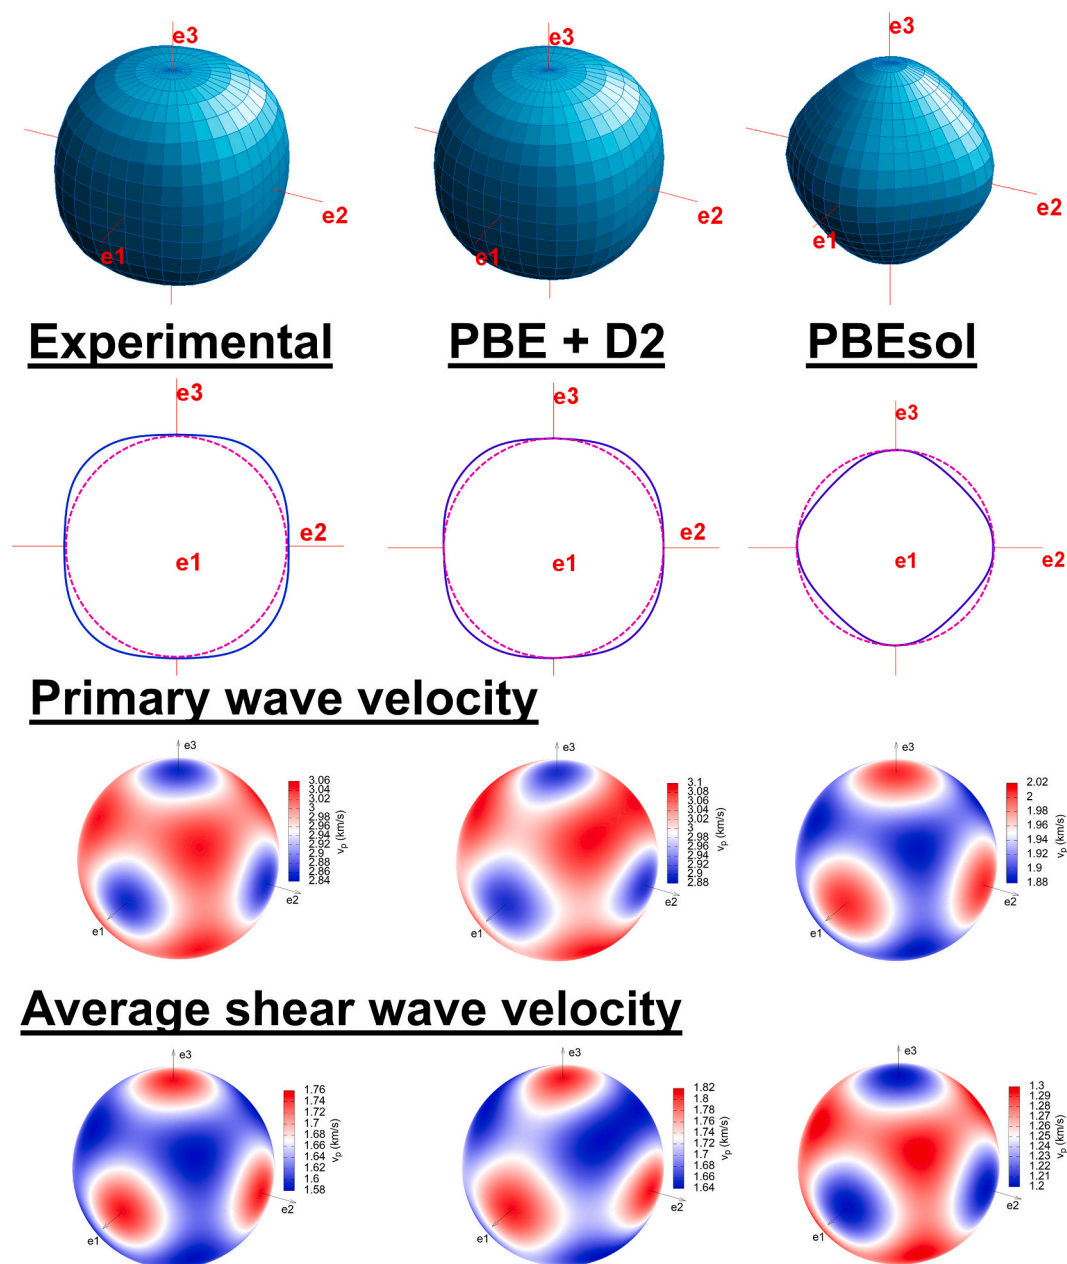 e3 e3 e3
e2 e2 e2
e1 e1 e1
Experimental PBE + D2 PBEsol
e3 e3 e3
e2 e2 e2
e1 e1 e1
Primary wave velocity
e3
3.06
3.04
3.02
3
2.98
2.96
2.94
2.92
2.9
2.88
2.86
2.84
v_p (km/s)
e2
e1
e3
3.1
3.08
3.06
3.04
3.02
3
2.98
2.96
2.94
2.92
2.9
2.88
v_p (km/s)
e2
e1
e3
2.02
2
1.98
1.96
1.94
1.92
1.9
1.88
v_p (km/s)
e2
e1
Average shear wave velocity
e3
1.76
1.74
1.72
1.7
1.68
1.66
1.64
1.62
1.6
1.58
v_p (km/s)
e2
e1
e3
1.82
1.8
1.78
1.76
1.74
1.72
1.7
1.68
1.66
1.64
v_p (km/s)
e2
e1
e3
1.3
1.29
1.28
1.27
1.26
1.25
1.24
1.23
1.22
1.21
1.2
v_p (km/s)
e2
e1